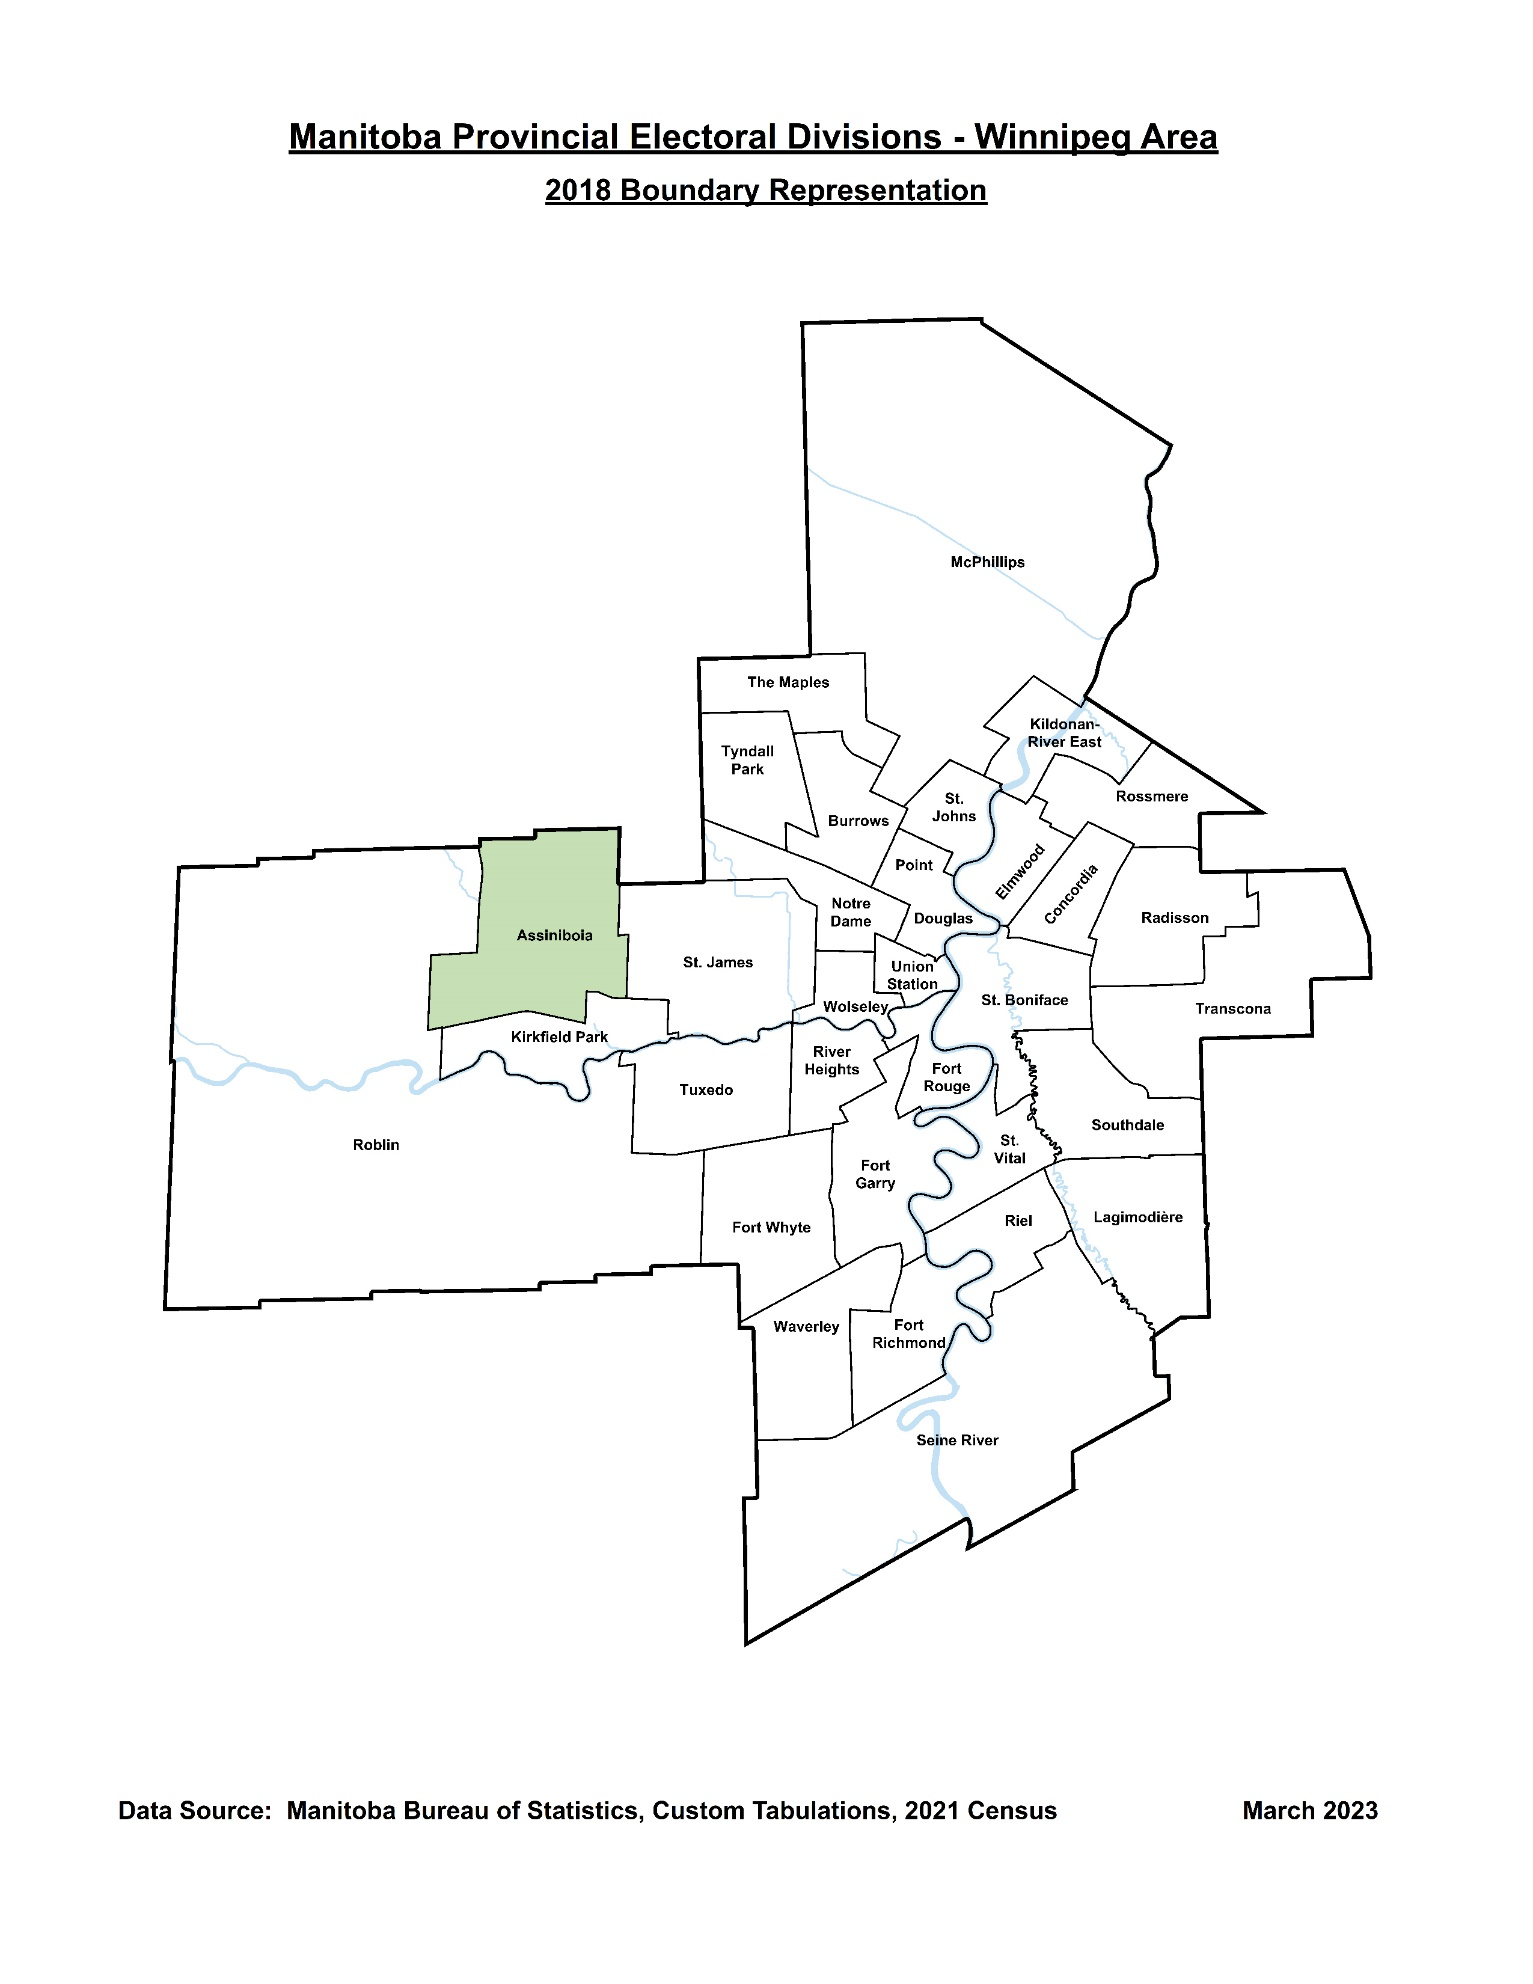 Manitoba Provincial Electoral Divisions - Winnipeg Area
2018 Boundary Representation
McPhillips
The Maples
Kildonan-
River East
Tyndall
Park
Rossmere
St.
Johns
Burrows
Point
Elmwood
Concordia
Notre
Dame
Douglas
Radisson
Assiniboia
St. James
Union
Station
St. Boniface
Wolseley
Transcona
Kirkfield Park
River
Heights
Fort
Rouge
Tuxedo
Southdale
Roblin
St.
Vital
Fort
Garry
Fort Whyte
Riel
Lagimodière
Waverley
Fort
Richmond
Seine River
Data Source:  Manitoba Bureau of Statistics, Custom Tabulations, 2021 Census
March 2023